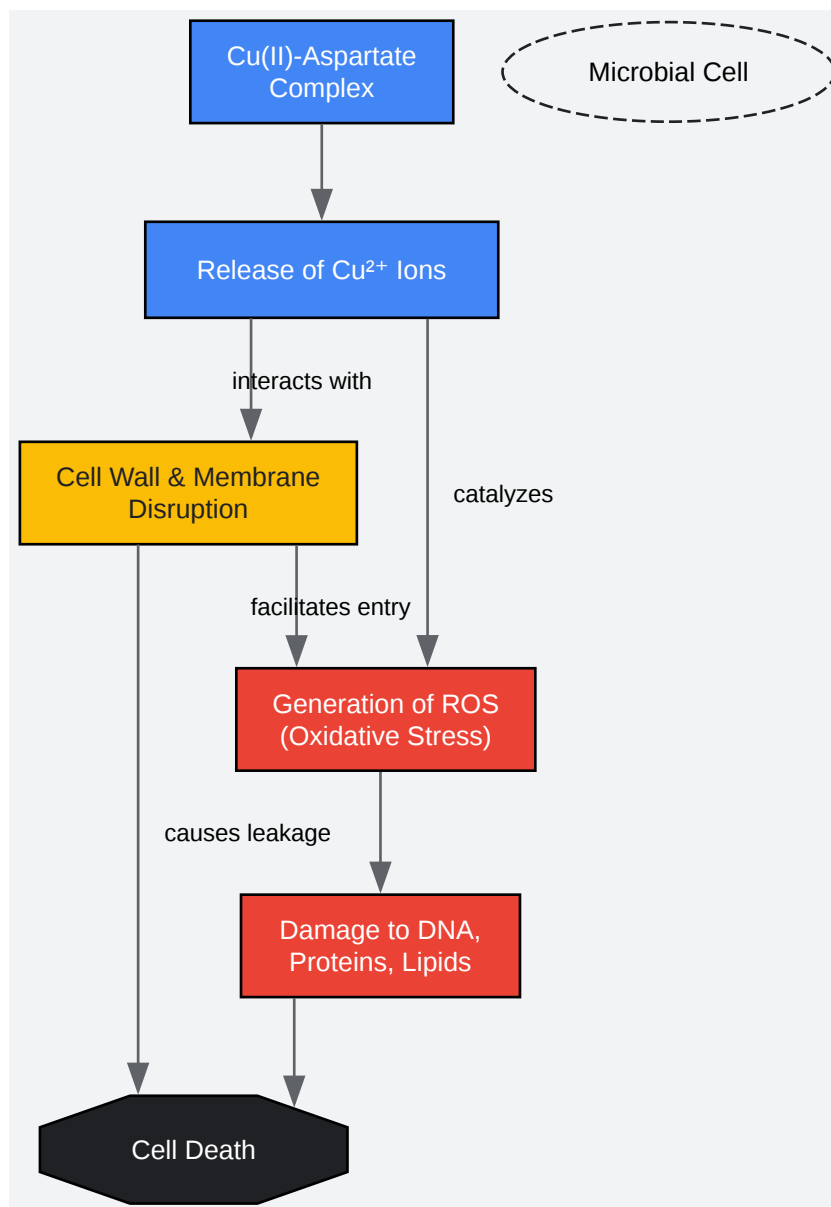 Cu(II)-Aspartate
Complex
Microbial Cell
Release of Cu²⁺ Ions
interacts with
Cell Wall & Membrane
Disruption
catalyzes
facilitates entry
Generation of ROS
(Oxidative Stress)
causes leakage
Damage to DNA,
Proteins, Lipids
Cell Death